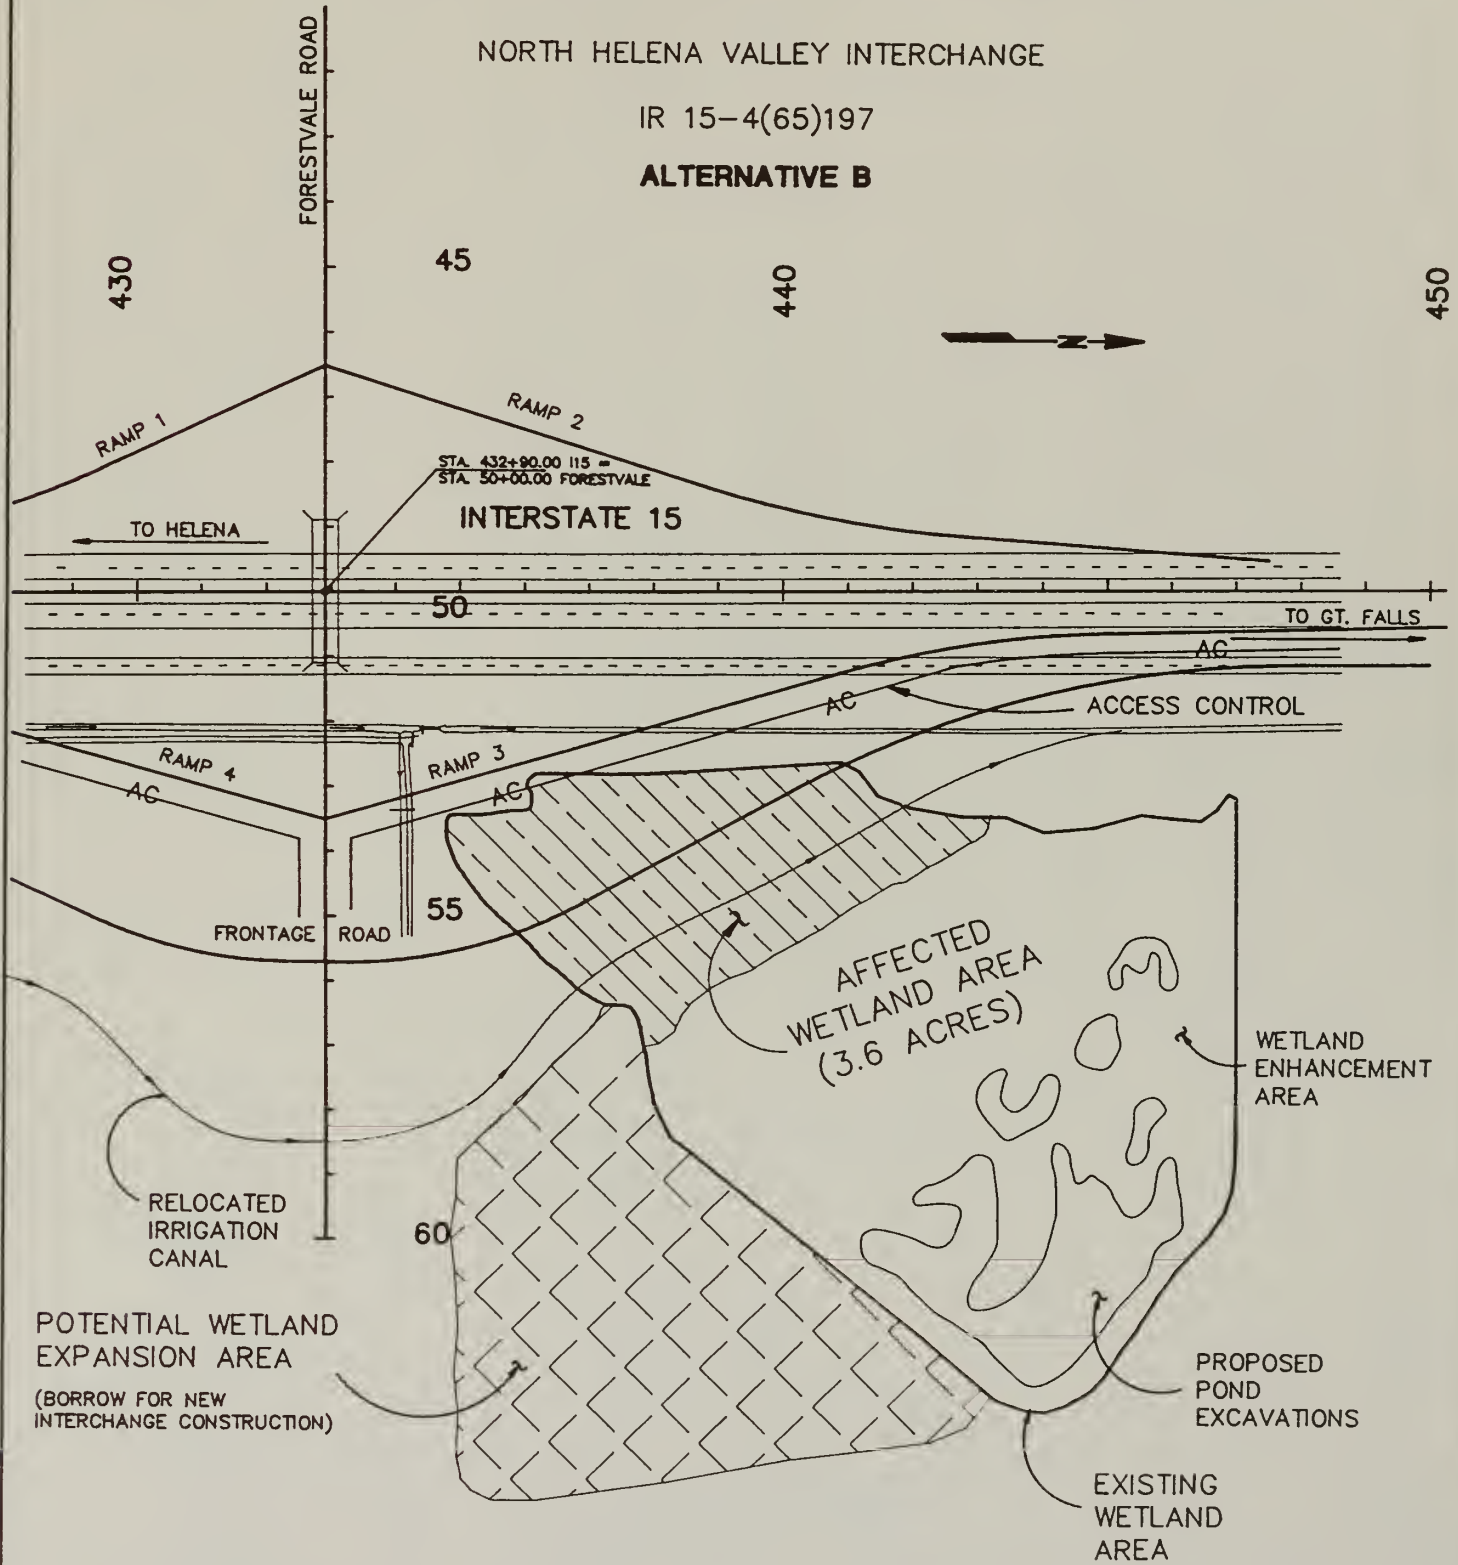 NORTH HELENA VALLEY INTERCHANGE
IR 15-4(65)197
ALTERNATIVE B
FORESTVALE ROAD
430
45
440
450
N
RAMP 1
RAMP 2
STA. 432+90.00 I15 =
STA. 50+00.00 FORESTVALE
INTERSTATE 15
TO HELENA
50
TO GT. FALLS
AC
AC
ACCESS CONTROL
RAMP 4
RAMP 3
AC
AC
55
FRONTAGE ROAD
AFFECTED
WETLAND AREA
(3.6 ACRES)
WETLAND
ENHANCEMENT
AREA
RELOCATED
IRRIGATION
CANAL
60
POTENTIAL WETLAND
EXPANSION AREA
(BORROW FOR NEW
INTERCHANGE CONSTRUCTION)
PROPOSED
POND
EXCAVATIONS
EXISTING
WETLAND
AREA